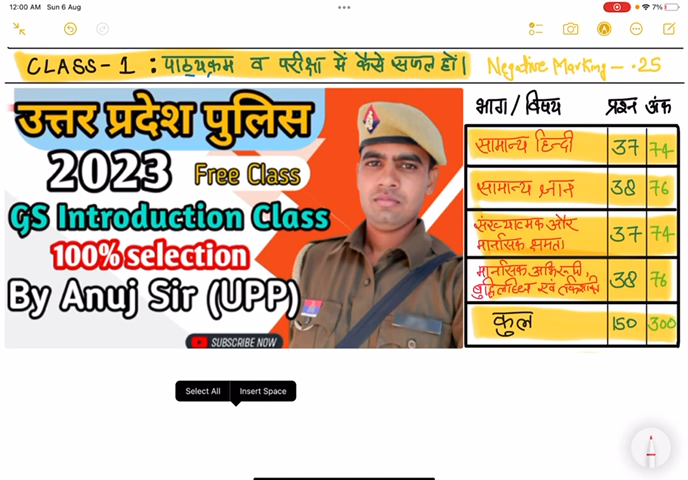 12:00 AM Sun 6 Aug
7%
CLASS-1 : पाठ्यक्रम व परीक्षा में कैसे सफल हों। Negative Marking – .25
उत्तर प्रदेश पुलिस
2023 Free Class
GS Introduction Class
100% selection
By Anuj Sir (UPP)
SUBSCRIBE NOW
भाग / विषय प्रश्न अंक
सामान्य हिन्दी 37 74
सामान्य ज्ञान 38 76
संख्यात्मक और
मानसिक क्षमता 37 74
मानसिक अभिरूची,
बुद्धिलब्धि एवं तार्किक 38 76
कुल 150 300
Select All Insert Space